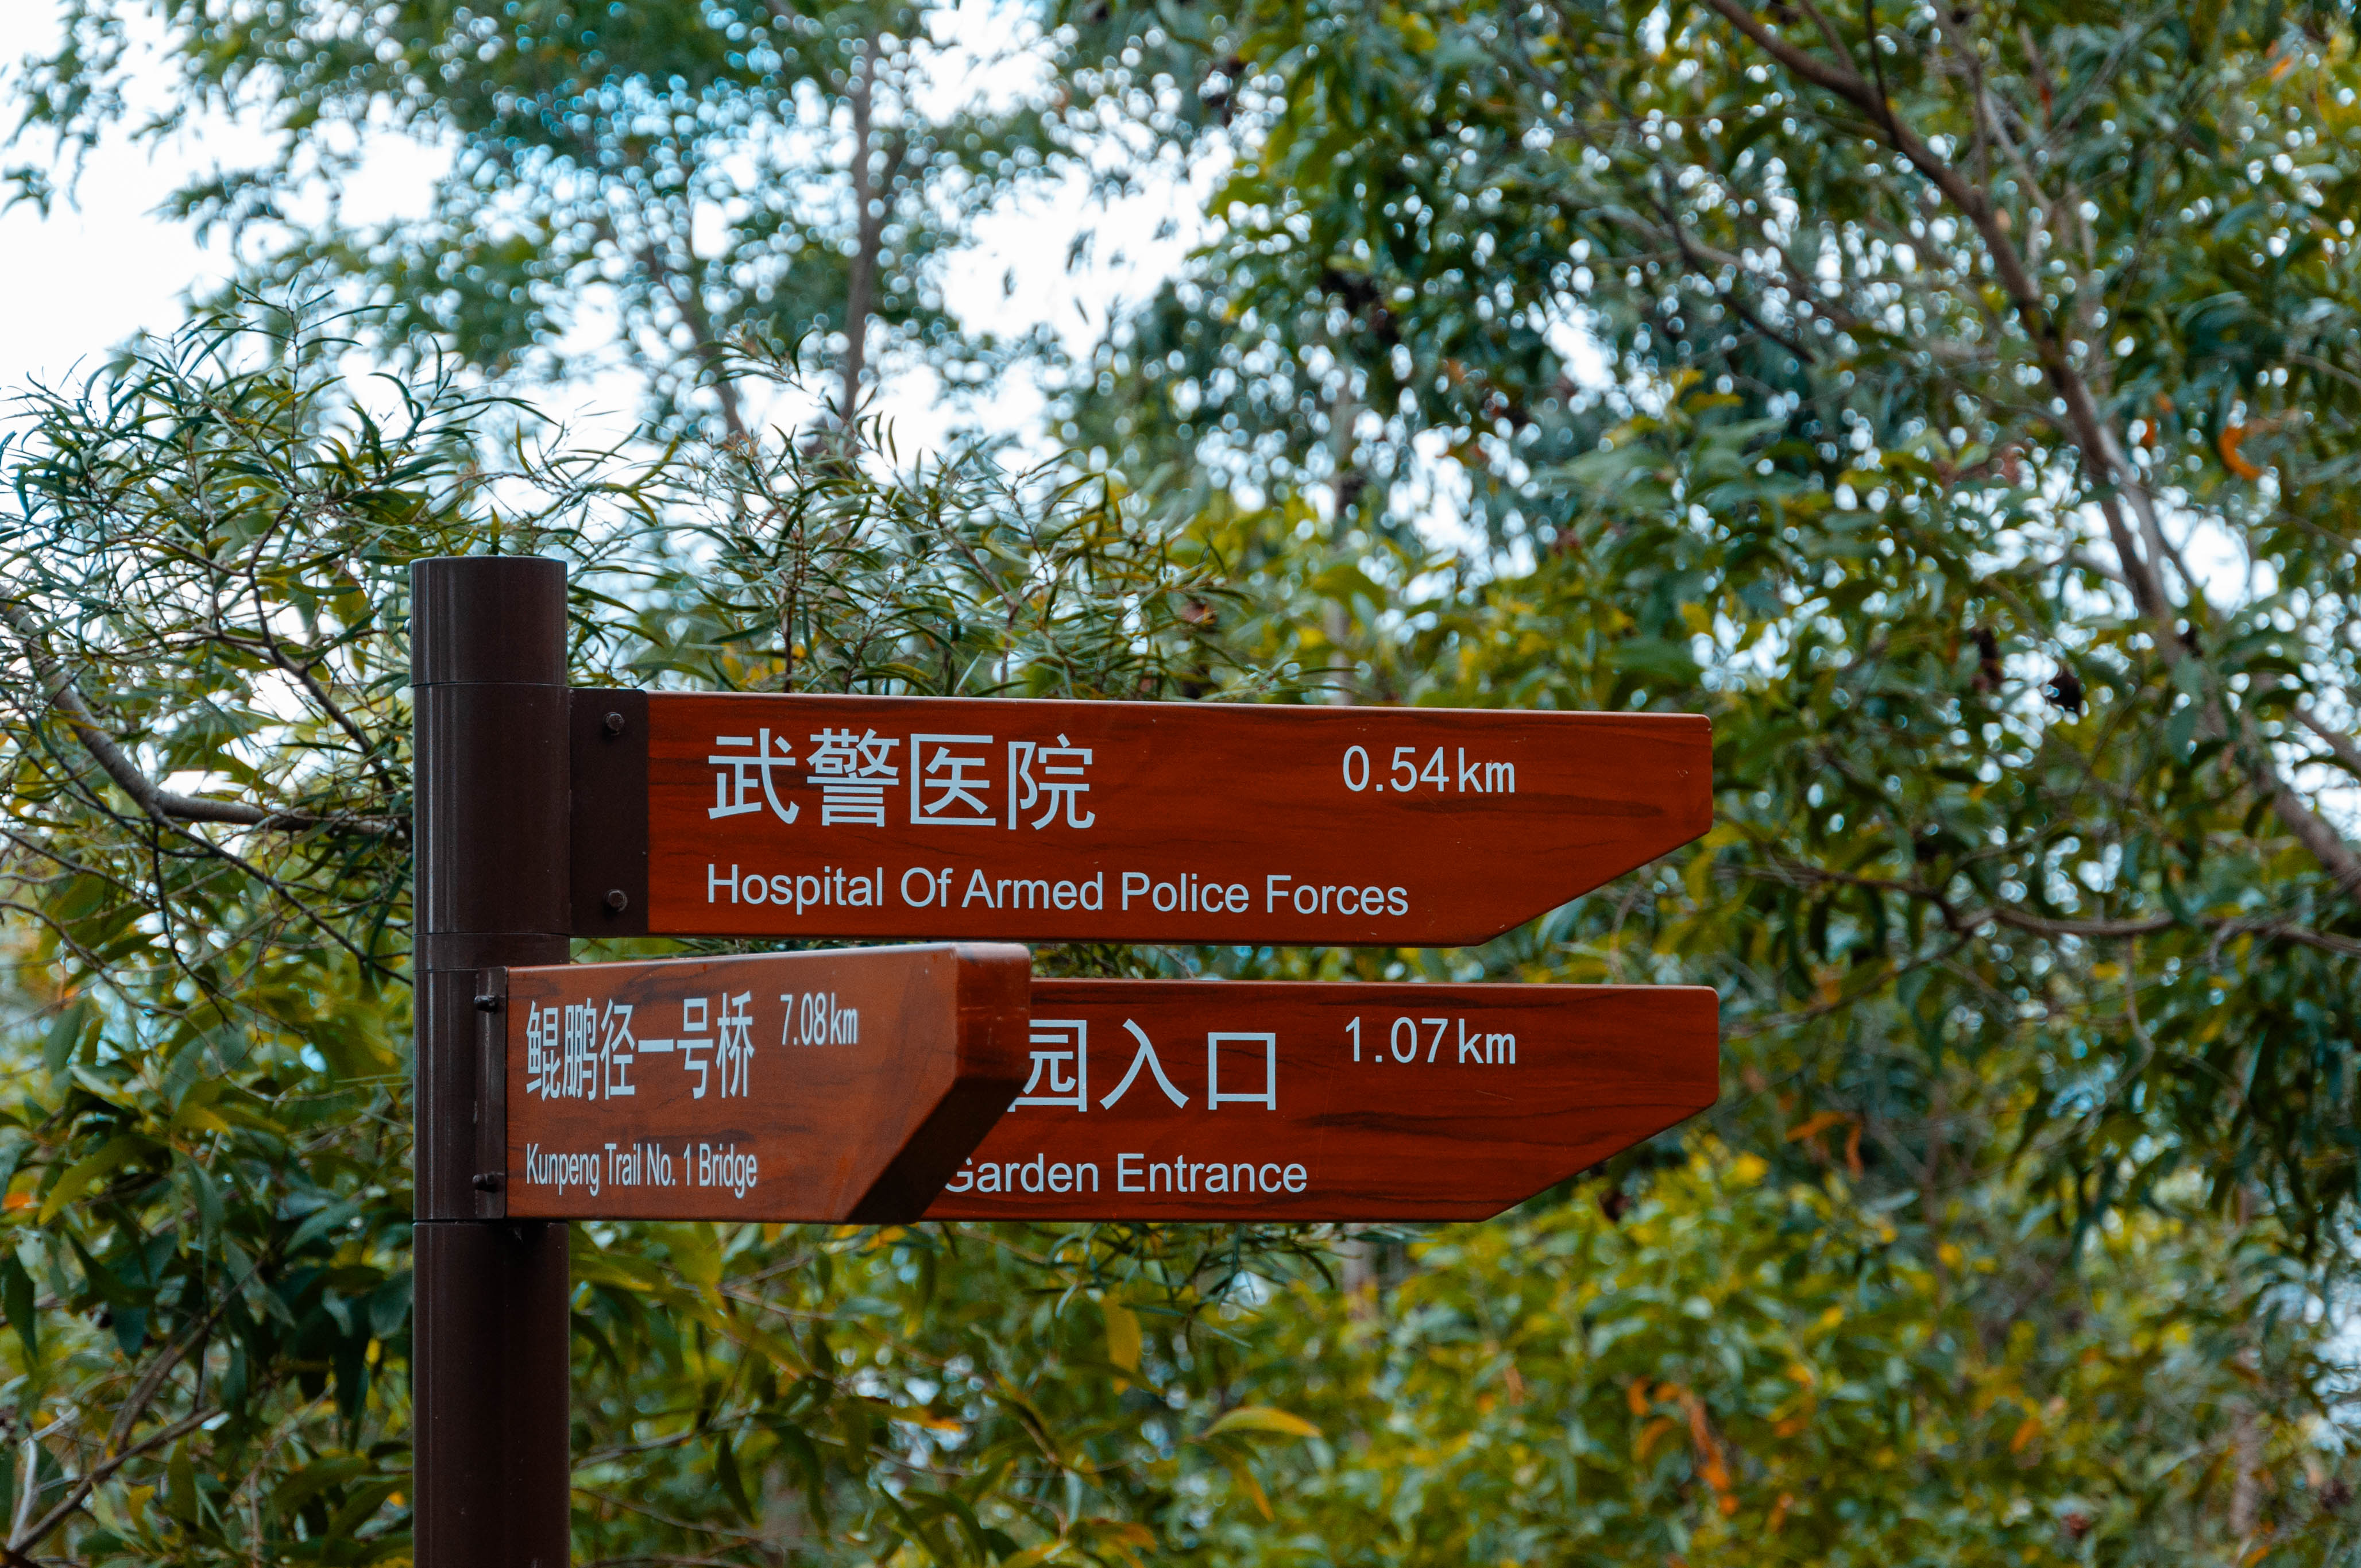 武警医院 0.54km
Hospital Of Armed Police Forces
鲲鹏径一号桥 7.08km
Kunpeng Trail No. 1 Bridge
园入口 1.07km
Garden Entrance